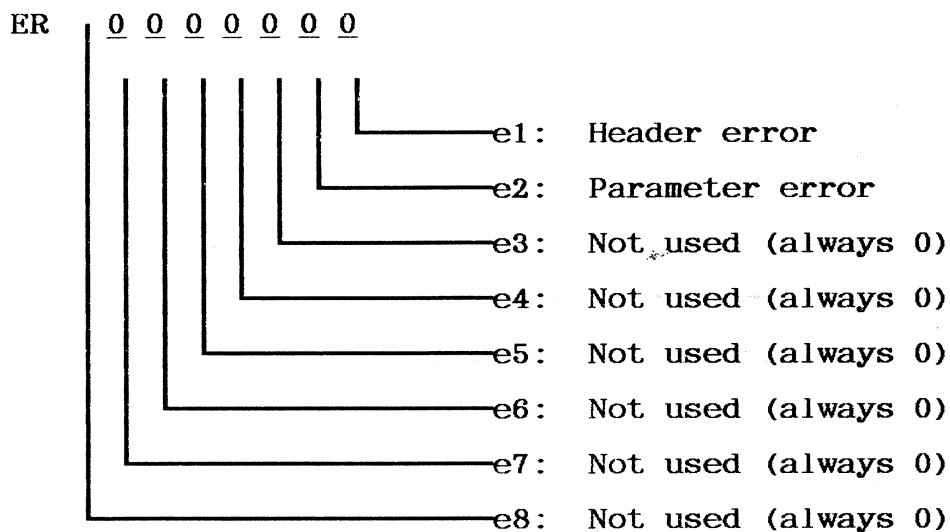 ER 0 0 0 0 0 0 0
e1: Header error
e2: Parameter error
e3: Not used (always 0)
e4: Not used (always 0)
e5: Not used (always 0)
e6: Not used (always 0)
e7: Not used (always 0)
e8: Not used (always 0)